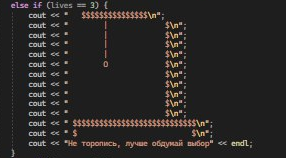 else if (lives == 3) {
cout << "   $$$$$$$$$$$$$$$\n";
cout << "       |          $\n";
cout << "       |          $\n";
cout << "       |          $\n";
cout << "       |          $\n";
cout << "       O          $\n";
cout << "                  $\n";
cout << "                  $\n";
cout << "                  $\n";
cout << "                  $\n";
cout << " $$$$$$$$$$$$$$$$$$$$$$$$$$$$\n";
cout << " $                          $\n";
cout << "Не торопись, лучше обдумай выбор" << endl;
}